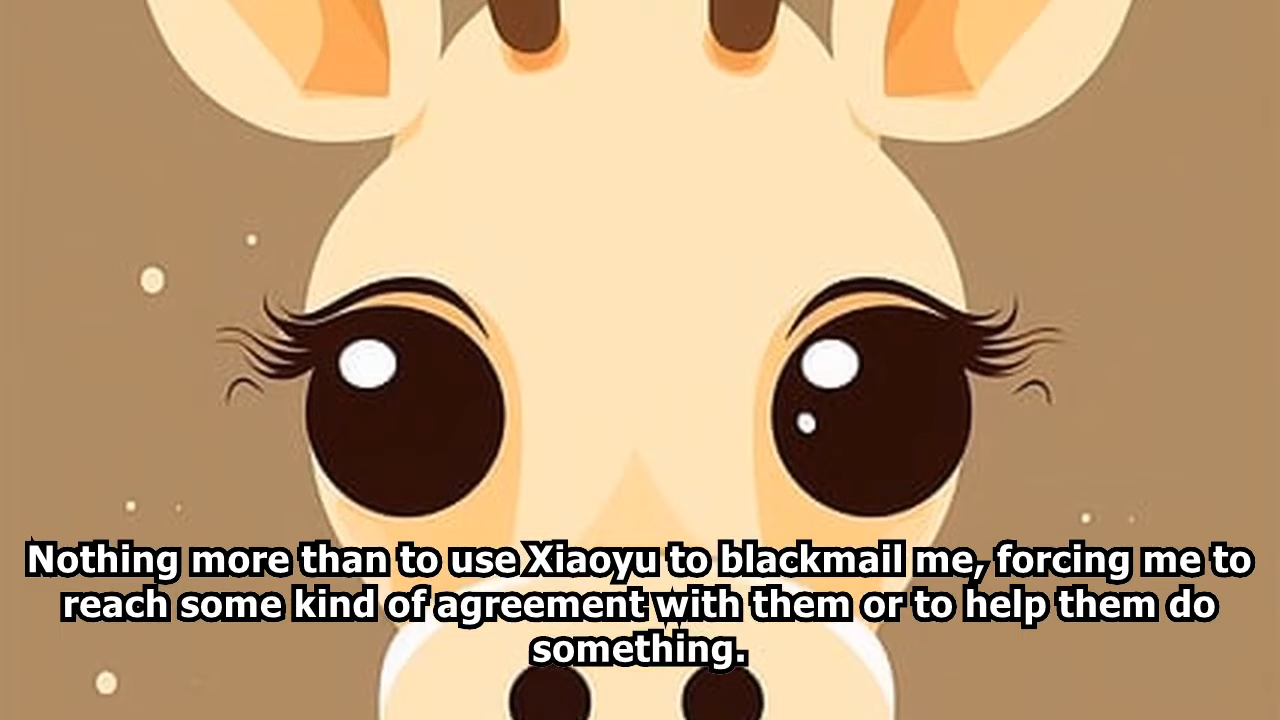 Nothing more than to use Xiaoyu to blackmail me, forcing me to
reach some kind of agreement with them or to help them do
something.